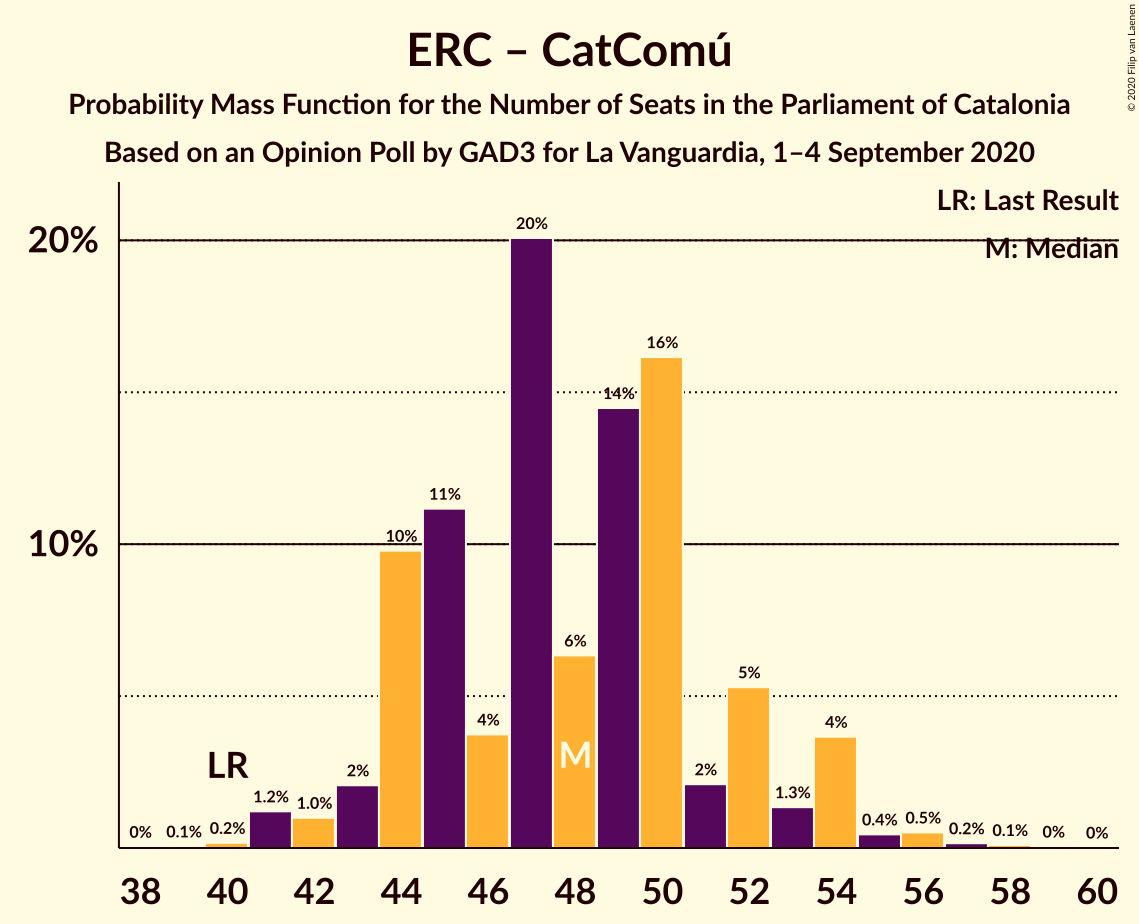 ERC – CatComú
Probability Mass Function for the Number of Seats in the Parliament of Catalonia
Based on an Opinion Poll by GAD3 for La Vanguardia, 1–4 September 2020
© 2020 Filip van Laenen
LR: Last Result
M: Median
20%
10%
0%
0.1%
0.2%
1.2%
1.0%
2%
10%
11%
4%
20%
6%
14%
16%
2%
5%
1.3%
4%
0.4%
0.5%
0.2%
0.1%
0%
0%
LR
M
38 40 42 44 46 48 50 52 54 56 58 60